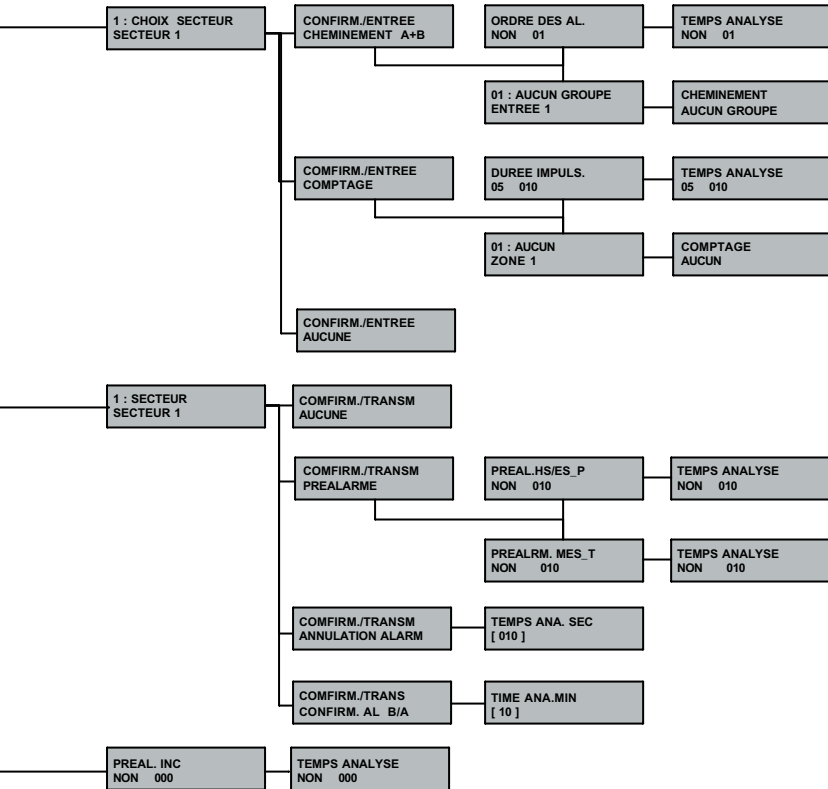 1 : CHOIX SECTEUR
SECTEUR 1
CONFIRM./ENTREE
CHEMINEMENT A+B
ORDRE DES AL.
NON 01
TEMPS ANALYSE
NON 01
01 : AUCUN GROUPE
ENTREE 1
CHEMINEMENT
AUCUN GROUPE
COMFIRM./ENTREE
COMPTAGE
DUREE IMPULS.
05 010
TEMPS ANALYSE
05 010
01 : AUCUN
ZONE 1
COMPTAGE
AUCUN
CONFIRM./ENTREE
AUCUNE
1 : SECTEUR
SECTEUR 1
COMFIRM./TRANSM
AUCUNE
COMFIRM./TRANSM
PREALARME
PREAL.HS/ES_P
NON 010
TEMPS ANALYSE
NON 010
PREALRM. MES_T
NON 010
TEMPS ANALYSE
NON 010
COMFIRM./TRANSM
ANNULATION ALARM
TEMPS ANA. SEC
[ 010 ]
COMFIRM./TRANS
CONFIRM. AL B/A
TIME ANA.MIN
[ 10 ]
PREAL. INC
NON 000
TEMPS ANALYSE
NON 000